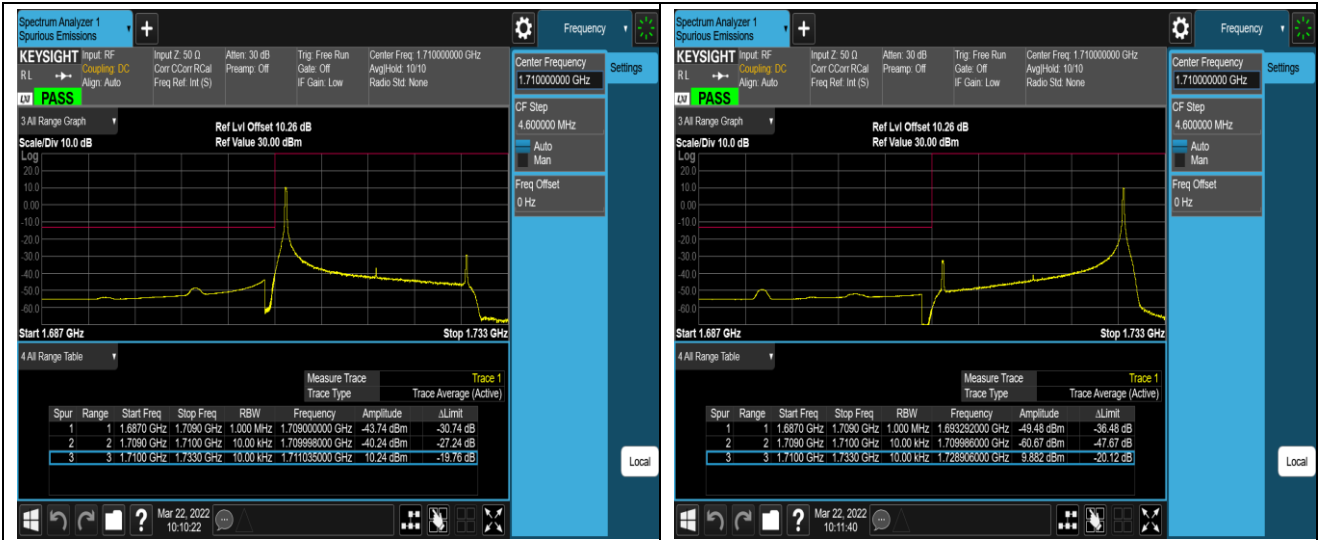 Spectrum Analyzer 1
Spurious Emissions
+
Frequency
KEYSIGHT
RL
Input: RF
Coupling: DC
Align: Auto
Input Z: 50 Ω
Corr CCorr RCal
Freq Ref: Int (S)
Atten: 30 dB
Preamp: Off
Trig: Free Run
Gate: Off
IF Gain: Low
Center Freq: 1.710000000 GHz
Avg|Hold: 10/10
Radio Std: None
LXI PASS
Center Frequency
1.710000000 GHz
Settings
CF Step
4.600000 MHz
Auto
Man
Freq Offset
0 Hz
3 All Range Graph
Ref Lvl Offset 10.26 dB
Scale/Div 10.0 dB
Ref Value 30.00 dBm
Log
20.0
10.0
0.00
-10.0
-20.0
-30.0
-40.0
-50.0
-60.0
Start 1.687 GHz
Stop 1.733 GHz
4 All Range Table
Measure Trace Trace 1
Trace Type Trace Average (Active)
Spur Range Start Freq Stop Freq RBW Frequency Amplitude ΔLimit
1 1 1.6870 GHz 1.7090 GHz 1.000 MHz 1.709000000 GHz -43.74 dBm -30.74 dB
2 2 1.7090 GHz 1.7100 GHz 10.00 kHz 1.709998000 GHz -40.24 dBm -27.24 dB
3 3 1.7100 GHz 1.7330 GHz 10.00 kHz 1.711035000 GHz 10.24 dBm -19.76 dB
Local
?
Mar 22, 2022
10:10:22
Spectrum Analyzer 1
Spurious Emissions
+
Frequency
KEYSIGHT
RL
Input: RF
Coupling: DC
Align: Auto
Input Z: 50 Ω
Corr CCorr RCal
Freq Ref: Int (S)
Atten: 30 dB
Preamp: Off
Trig: Free Run
Gate: Off
IF Gain: Low
Center Freq: 1.710000000 GHz
Avg|Hold: 10/10
Radio Std: None
LXI PASS
Center Frequency
1.710000000 GHz
Settings
CF Step
4.600000 MHz
Auto
Man
Freq Offset
0 Hz
3 All Range Graph
Ref Lvl Offset 10.26 dB
Scale/Div 10.0 dB
Ref Value 30.00 dBm
Log
20.0
10.0
0.00
-10.0
-20.0
-30.0
-40.0
-50.0
-60.0
Start 1.687 GHz
Stop 1.733 GHz
4 All Range Table
Measure Trace Trace 1
Trace Type Trace Average (Active)
Spur Range Start Freq Stop Freq RBW Frequency Amplitude ΔLimit
1 1 1.6870 GHz 1.7090 GHz 1.000 MHz 1.693292000 GHz -49.48 dBm -36.48 dB
2 2 1.7090 GHz 1.7100 GHz 10.00 kHz 1.709986000 GHz -60.67 dBm -47.67 dB
3 3 1.7100 GHz 1.7330 GHz 10.00 kHz 1.728906000 GHz 9.882 dBm -20.12 dB
Local
?
Mar 22, 2022
10:11:40